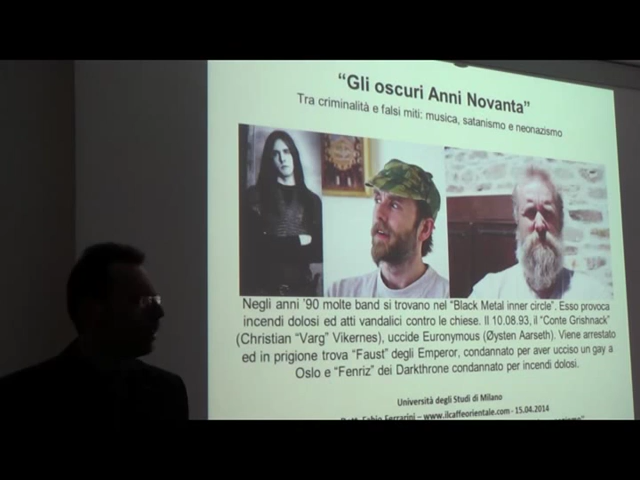 “Gli oscuri Anni Novanta”
Tra criminalità e falsi miti: musica, satanismo e neonazismo
Negli anni '90 molte band si trovano nel “Black Metal inner circle”. Esso provoca
incendi dolosi ed atti vandalici contro le chiese. Il 10.08.93, il “Conte Grishnack”
(Christian “Varg” Vikernes), uccide Euronymous (Øysten Aarseth). Viene arrestato
ed in prigione trova “Faust” degli Emperor, condannato per aver ucciso un gay a
Oslo e “Fenriz” dei Darkthrone condannato per incendi dolosi.
Università degli Studi di Milano
Dott. Fabio Ferrarini – www.ilcaffeorientale.com - 15.04.2014